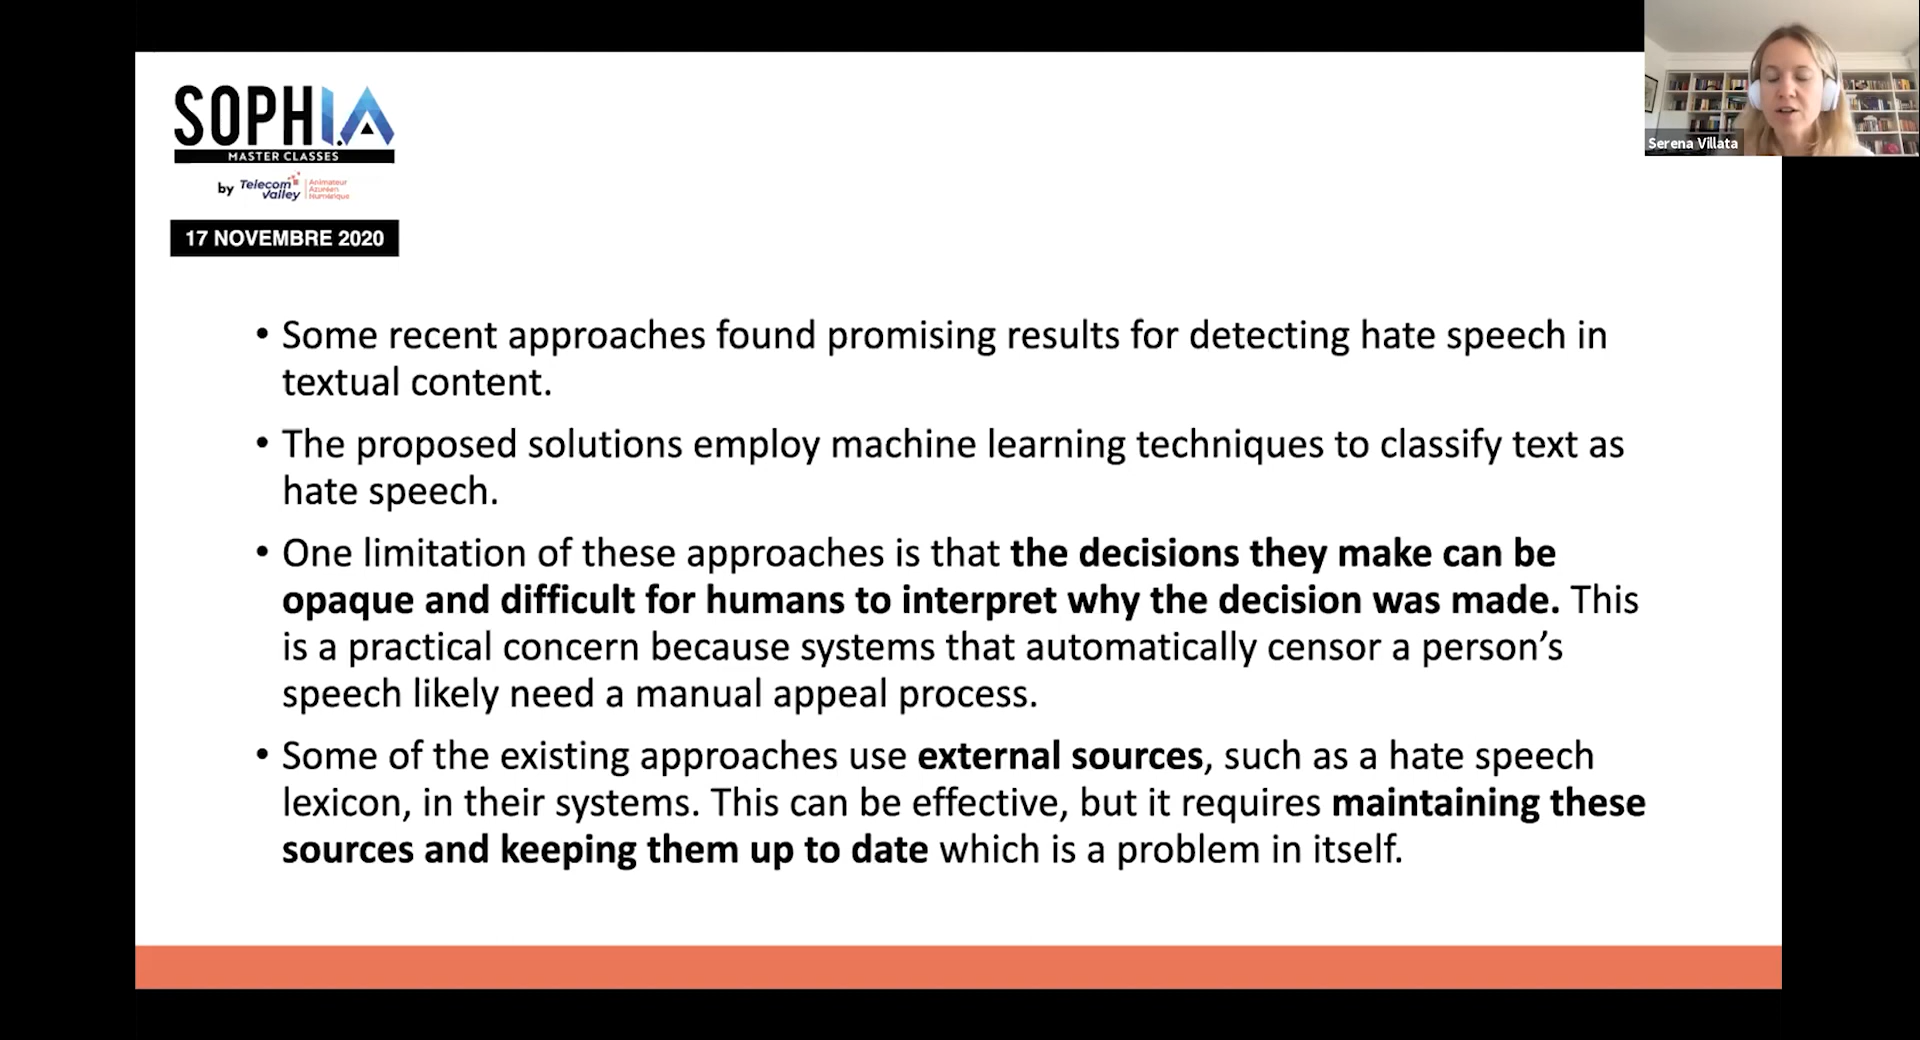 SOPHI.A
MASTER CLASSES
by Telecom Valley
Animateur
Azuréen
Numérique
17 NOVEMBRE 2020
Serena Villata
• Some recent approaches found promising results for detecting hate speech in
textual content.
• The proposed solutions employ machine learning techniques to classify text as
hate speech.
• One limitation of these approaches is that the decisions they make can be
opaque and difficult for humans to interpret why the decision was made. This
is a practical concern because systems that automatically censor a person’s
speech likely need a manual appeal process.
• Some of the existing approaches use external sources, such as a hate speech
lexicon, in their systems. This can be effective, but it requires maintaining these
sources and keeping them up to date which is a problem in itself.